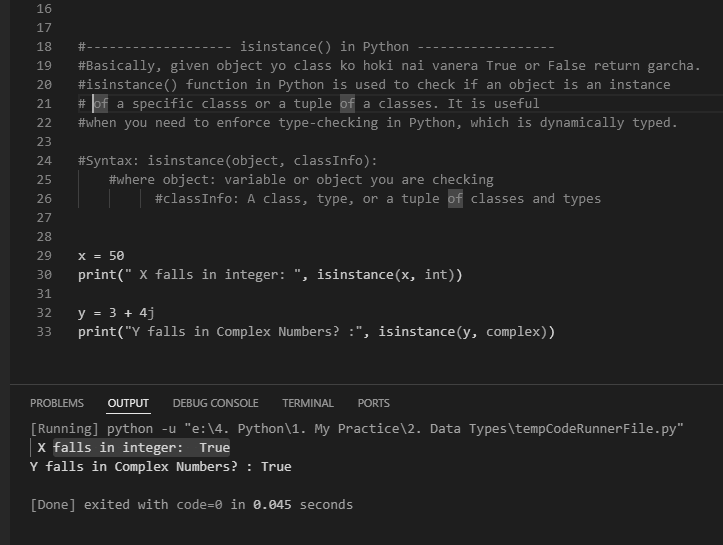 16
17
18 #------------------- isinstance() in Python ------------------
19 #Basically, given object yo class ko hoki nai vanera True or False return garcha.
20 #isinstance() function in Python is used to check if an object is an instance
21 # of a specific classs or a tuple of a classes. It is useful
22 #when you need to enforce type-checking in Python, which is dynamically typed.
23
24 #Syntax: isinstance(object, classInfo):
25 #where object: variable or object you are checking
26 #classInfo: A class, type, or a tuple of classes and types
27
28
29 x = 50
30 print(" X falls in integer: ", isinstance(x, int))
31
32 y = 3 + 4j
33 print("Y falls in Complex Numbers? :", isinstance(y, complex))
PROBLEMS OUTPUT DEBUG CONSOLE TERMINAL PORTS
[Running] python -u "e:\4. Python\1. My Practice\2. Data Types\tempCodeRunnerFile.py"
X falls in integer:  True
Y falls in Complex Numbers? : True
[Done] exited with code=0 in 0.045 seconds